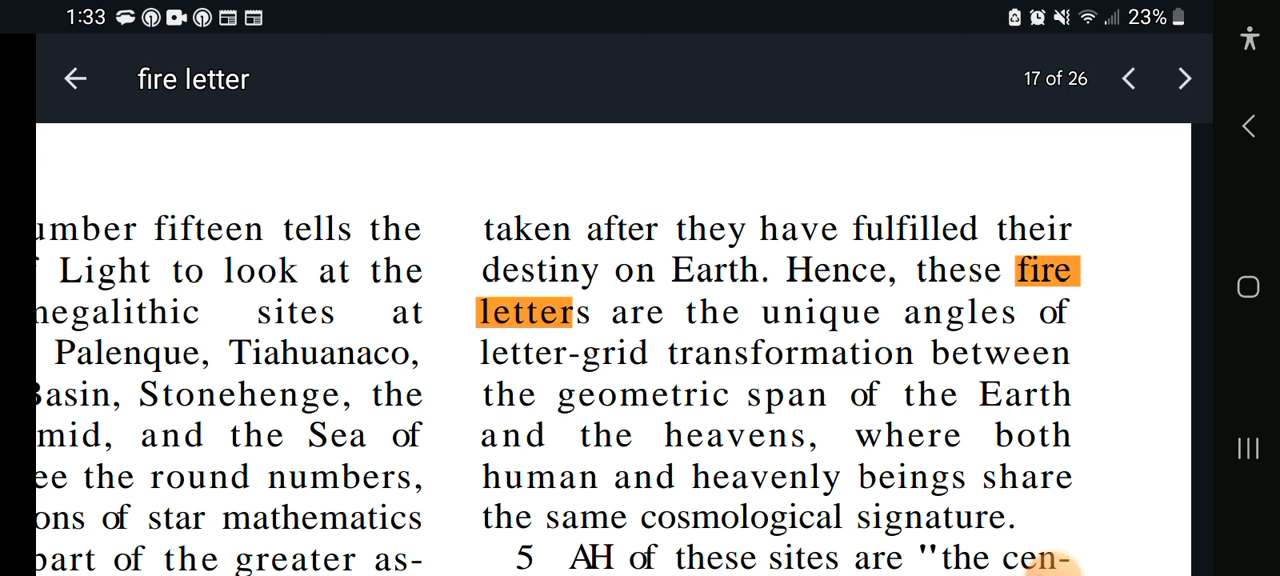 1:33
23%
fire letter
17 of 26
umber fifteen tells the
Light to look at the
negalithic sites at
Palenque, Tiahuanaco,
Basin, Stonehenge, the
mid, and the Sea of
ee the round numbers,
ons of star mathematics
part of the greater as-
taken after they have fulfilled their
destiny on Earth. Hence, these fire
letters are the unique angles of
letter-grid transformation between
the geometric span of the Earth
and the heavens, where both
human and heavenly beings share
the same cosmological signature.
5 AH of these sites are "the cen-